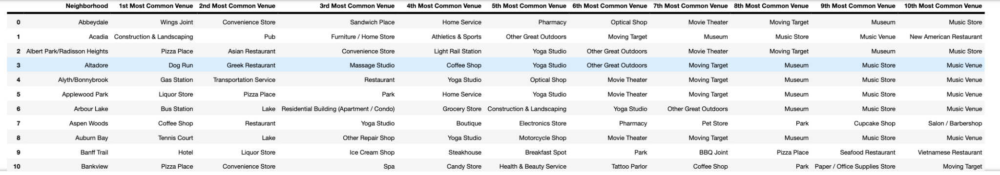 Neighborhood 1st Most Common Venue 2nd Most Common Venue 3rd Most Common Venue 4th Most Common Venue 5th Most Common Venue 6th Most Common Venue 7th Most Common Venue 8th Most Common Venue 9th Most Common Venue 10th Most Common Venue
0 Abbeydale Wings Joint Convenience Store Sandwich Place Home Service Pharmacy Optical Shop Movie Theater Moving Target Museum Music Store
1 Acadia Construction & Landscaping Pub Furniture / Home Store Athletics & Sports Other Great Outdoors Moving Target Museum Music Store Music Venue New American Restaurant
2 Albert Park/Radisson Heights Pizza Place Asian Restaurant Convenience Store Light Rail Station Yoga Studio Other Great Outdoors Movie Theater Moving Target Museum Music Store
3 Altadore Dog Run Greek Restaurant Massage Studio Coffee Shop Yoga Studio Other Great Outdoors Moving Target Museum Music Store Music Venue
4 Alyth/Bonnybrook Gas Station Transportation Service Restaurant Yoga Studio Optical Shop Movie Theater Moving Target Museum Music Store Music Venue
5 Applewood Park Liquor Store Pizza Place Park Home Service Yoga Studio Movie Theater Moving Target Museum Music Store Music Venue
6 Arbour Lake Bus Station Lake Residential Building (Apartment / Condo) Grocery Store Construction & Landscaping Yoga Studio Other Great Outdoors Museum Music Store Music Venue
7 Aspen Woods Coffee Shop Restaurant Yoga Studio Boutique Electronics Store Pharmacy Pet Store Park Cupcake Shop Salon / Barbershop
8 Auburn Bay Tennis Court Lake Other Repair Shop Yoga Studio Motorcycle Shop Movie Theater Moving Target Museum Music Store Music Venue
9 Banff Trail Hotel Liquor Store Ice Cream Shop Steakhouse Breakfast Spot Park BBQ Joint Pizza Place Seafood Restaurant Vietnamese Restaurant
10 Bankview Pizza Place Convenience Store Spa Candy Store Health & Beauty Service Tattoo Parlor Coffee Shop Park Paper / Office Supplies Store Moving Target